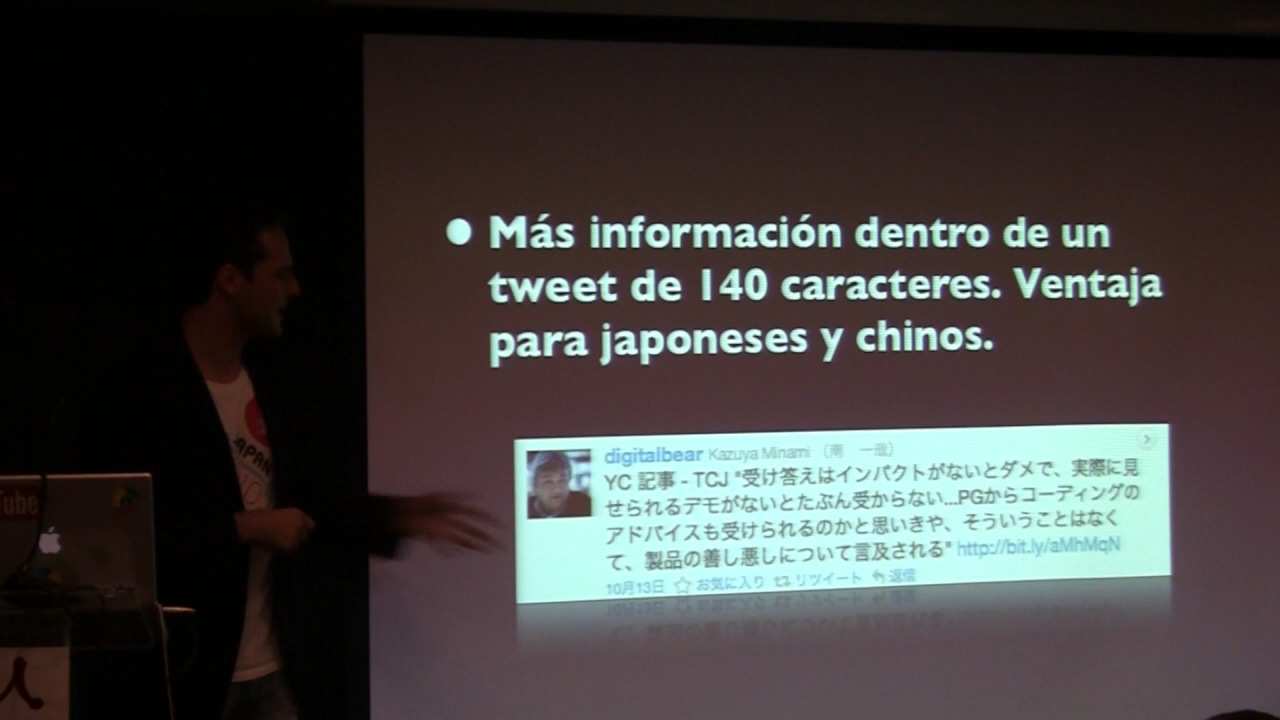 • Más información dentro de un
tweet de 140 caracteres. Ventaja
para japoneses y chinos.
digitalbear Kazuya Minami （南 一哉）
YC 記事 - TCJ "受け答えはインパクトがないとダメで、実際に見
せられるデモがないとたぶん受からない...PGからコーディングの
アドバイスも受けられるのかと思いきや、そういうことはなく
て、製品の善し悪しについて言及される" http://bit.ly/aMhMqN
10月13日 お気に入り リツイート 返信
JAPAN
Tube
人